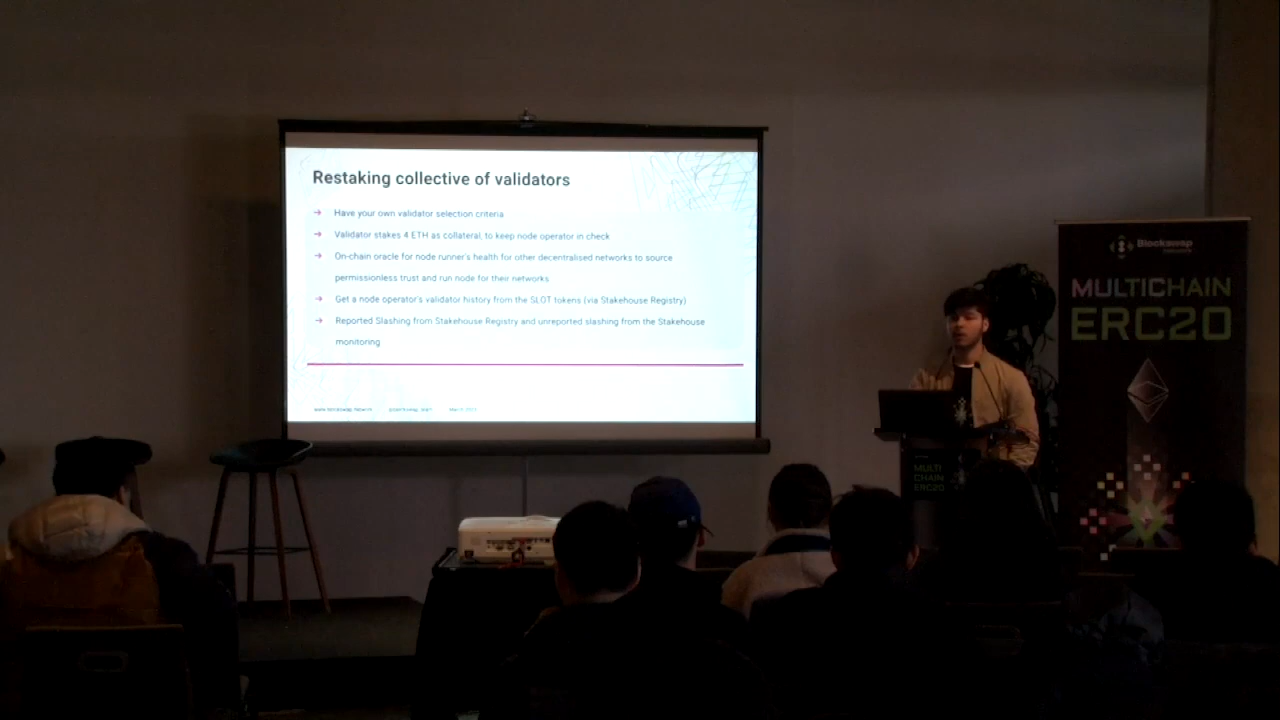 Restaking collective of validators
→ Have your own validator selection criteria
→ Validator stakes 4 ETH as collateral, to keep node operator in check
→ On-chain oracle for node runner's health for other decentralised networks to source
permissionless trust and run node for their networks
→ Get a node operator's validator history from the SLOT tokens (via Stakehouse Registry)
→ Reported Slashing from Stakehouse Registry and unreported slashing from the Stakehouse
monitoring
Blockswap
MULTICHAIN
ERC20
MULTI
CHAIN
ERC20